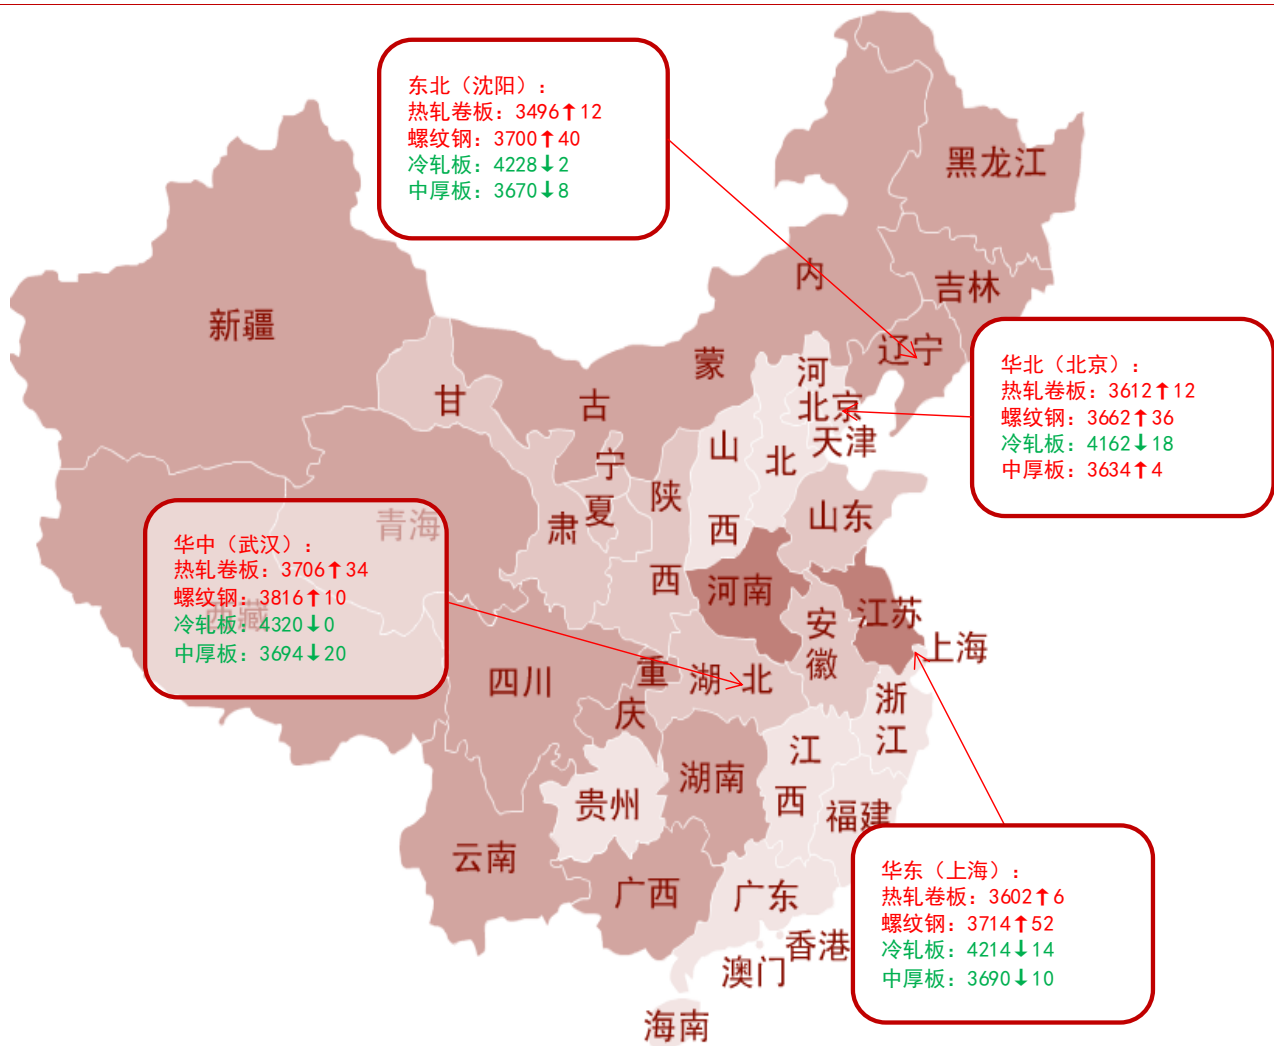 东北（沈阳）：
热轧卷板：3496↑12
螺纹钢：3700↑40
冷轧板：4228↓2
中厚板：3670↓8
黑龙江
内
吉林
新疆
辽宁
蒙
河
华北（北京）：
热轧卷板：3612↑12
螺纹钢：3662↑36
冷轧板：4162↓18
中厚板：3634↑4
甘
古
北京
山
天津
宁
北
陕
夏
山东
青海
肃
西
华中（武汉）：
热轧卷板：3706↑34
螺纹钢：3816↑10
冷轧板：4320↓0
中厚板：3694↓20
西藏
西
河南
江苏
安
徽
上海
重
湖
北
四川
浙
庆
江
江
湖南
西
贵州
福建
云南
广西
广东
华东（上海）：
热轧卷板：3602↑6
螺纹钢：3714↑52
冷轧板：4214↓14
中厚板：3690↓10
香港
澳门
海南